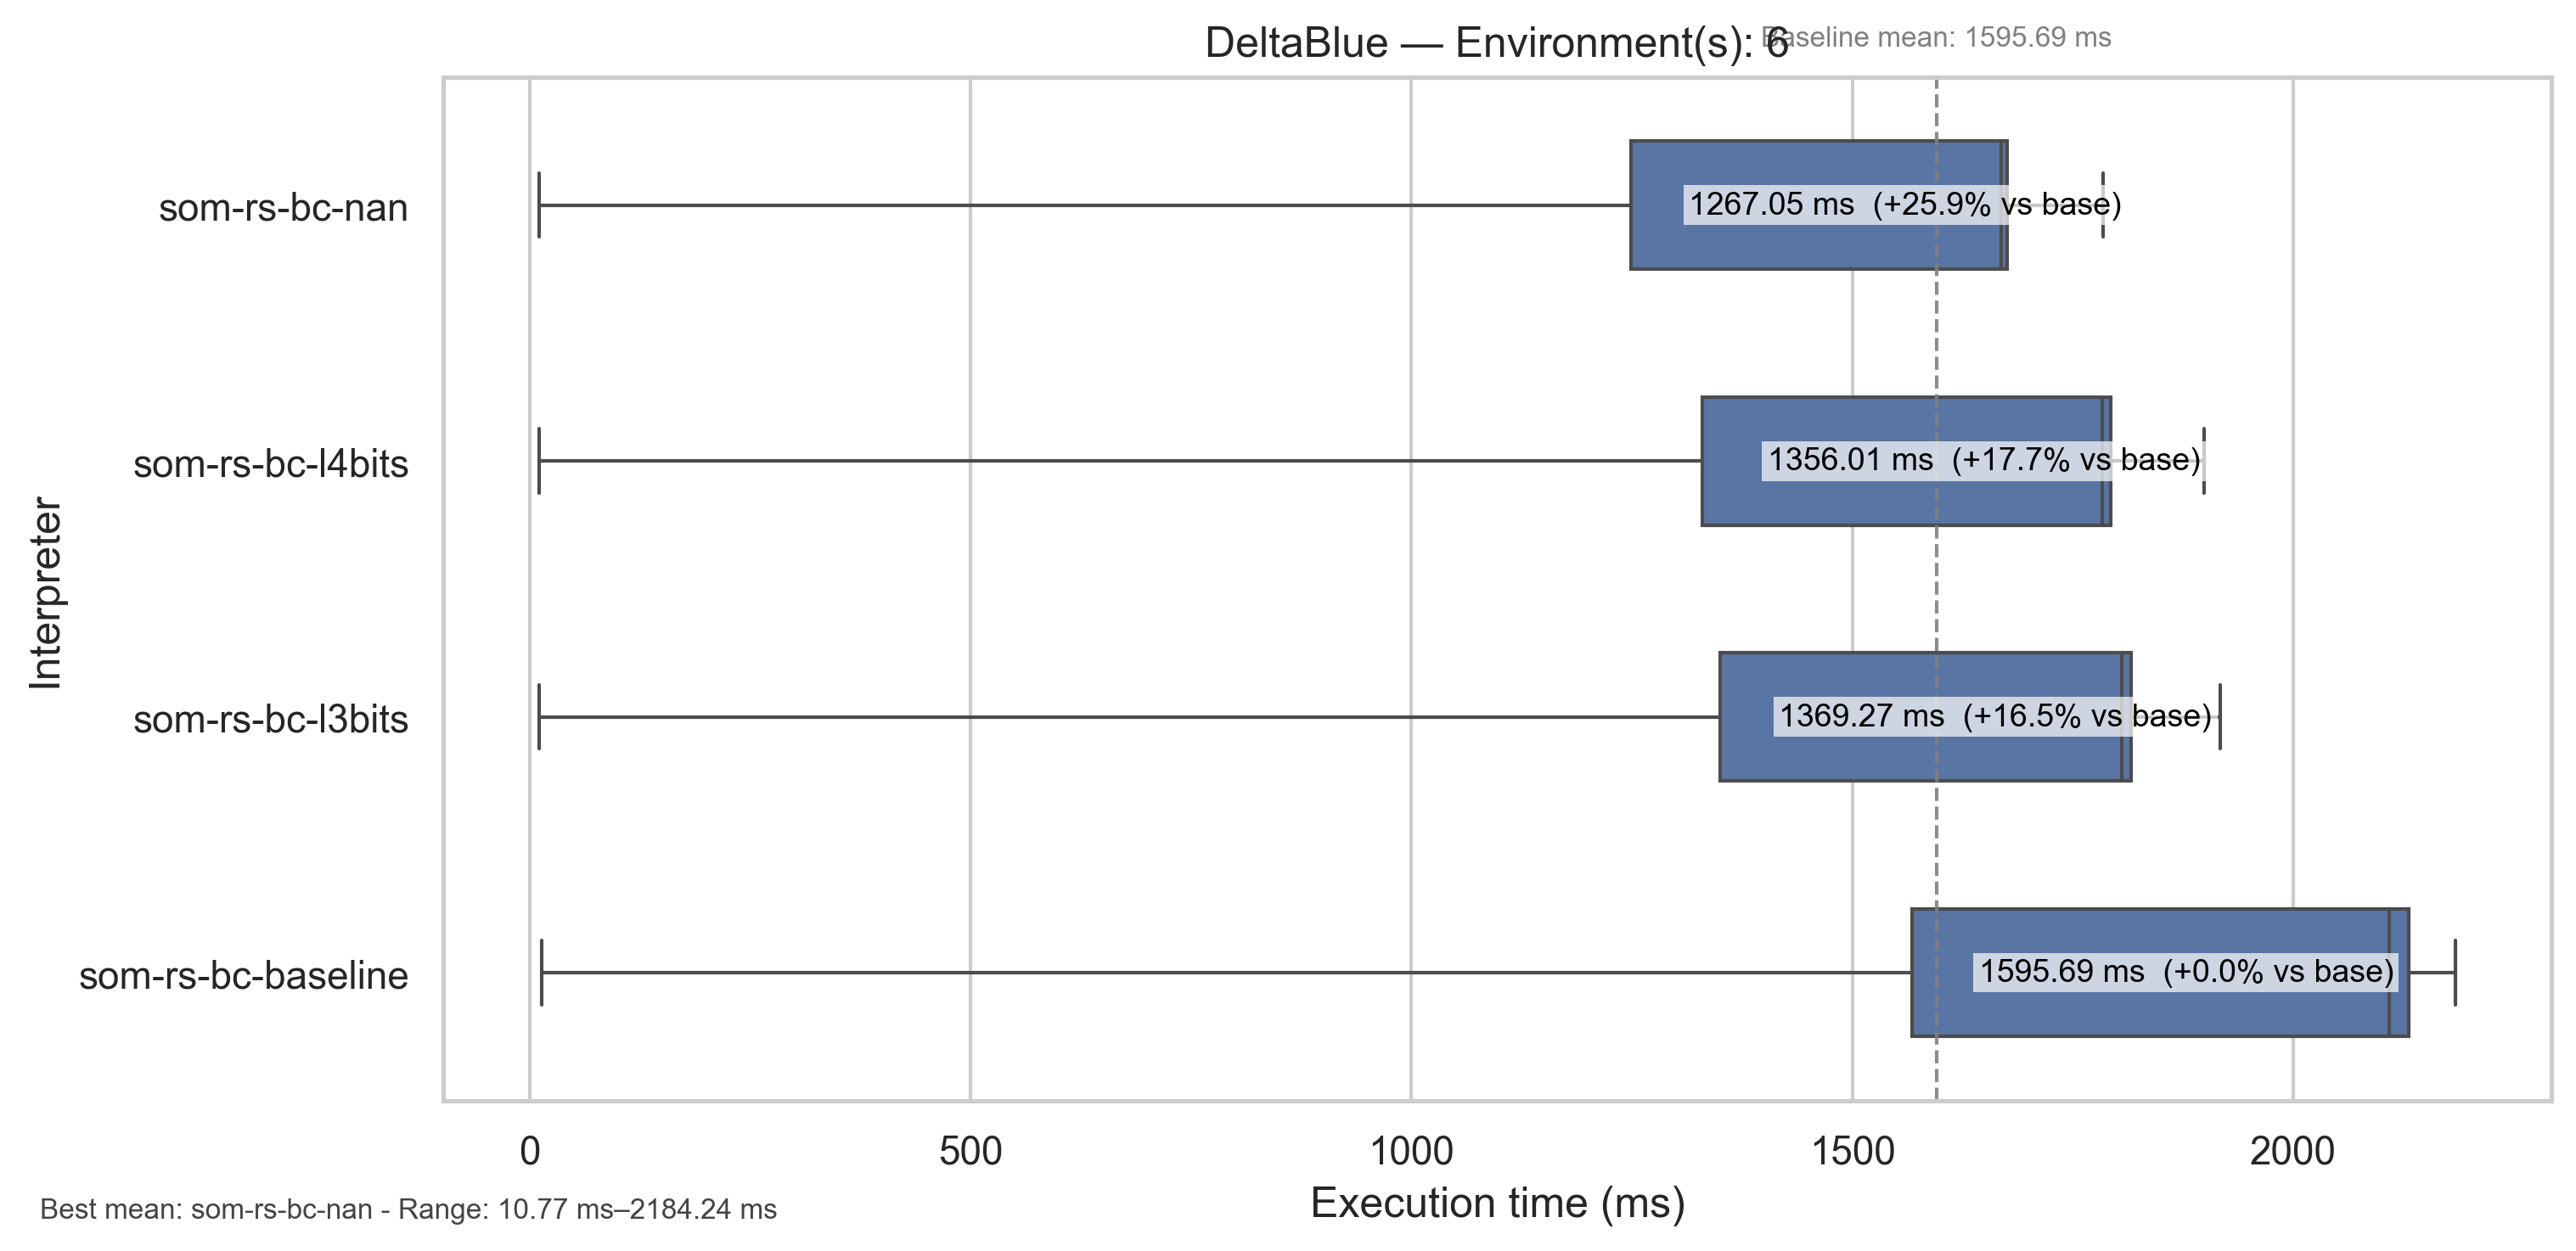 DeltaBlue — Environment(s): 6
Baseline mean: 1595.69 ms
Interpreter
som-rs-bc-nan
1267.05 ms (+25.9% vs base)
som-rs-bc-l4bits
1356.01 ms (+17.7% vs base)
som-rs-bc-l3bits
1369.27 ms (+16.5% vs base)
som-rs-bc-baseline
1595.69 ms (+0.0% vs base)
0 500 1000 1500 2000
Execution time (ms)
Best mean: som-rs-bc-nan - Range: 10.77 ms–2184.24 ms